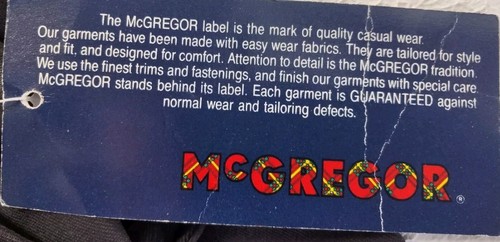 The McGREGOR label is the mark of quality casual wear.
Our garments have been made with easy wear fabrics. They are tailored for style
and fit, and designed for comfort. Attention to detail is the McGREGOR tradition.
We use the finest trims and fastenings, and finish our garments with special care.
McGREGOR stands behind its label. Each garment is GUARANTEED against
normal wear and tailoring defects.
McGREGOR®